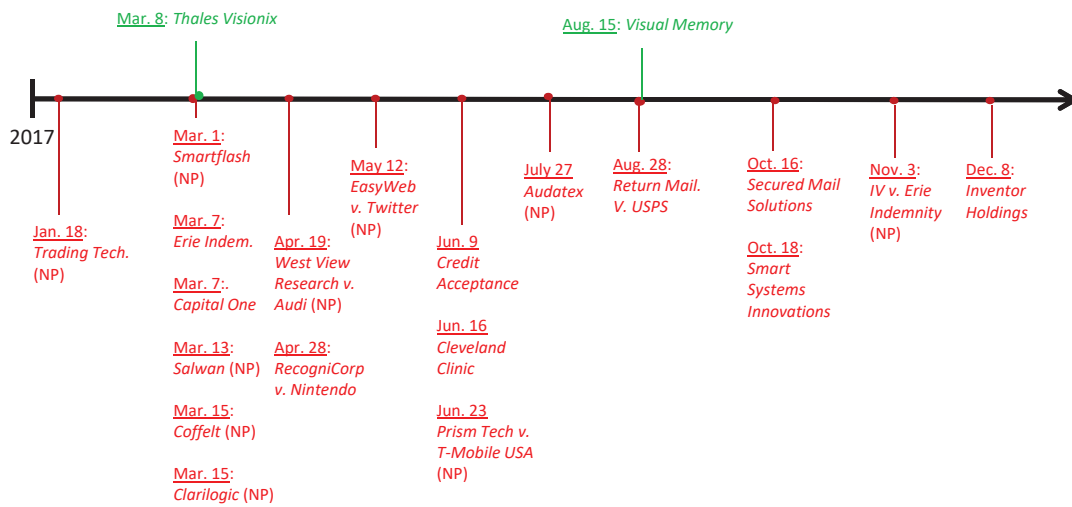 Mar. 8: Thales Visionix
Aug. 15: Visual Memory
2017
Jan. 18:
Trading Tech.
(NP)
Mar. 1:
Smartflash
(NP)
Mar. 7:
Erie Indem.
Mar. 7:.
Capital One
Mar. 13:
Salwan (NP)
Mar. 15:
Coffelt (NP)
Mar. 15:
Clarilogic (NP)
Apr. 19:
West View
Research v.
Audi (NP)
Apr. 28:
RecogniCorp
v. Nintendo
May 12:
EasyWeb
v. Twitter
(NP)
Jun. 9
Credit
Acceptance
Jun. 16
Cleveland
Clinic
Jun. 23
Prism Tech v.
T-Mobile USA
(NP)
July 27
Audatex
(NP)
Aug. 28:
Return Mail.
V. USPS
Oct. 16:
Secured Mail
Solutions
Oct. 18:
Smart
Systems
Innovations
Nov. 3:
IV v. Erie
Indemnity
(NP)
Dec. 8:
Inventor
Holdings